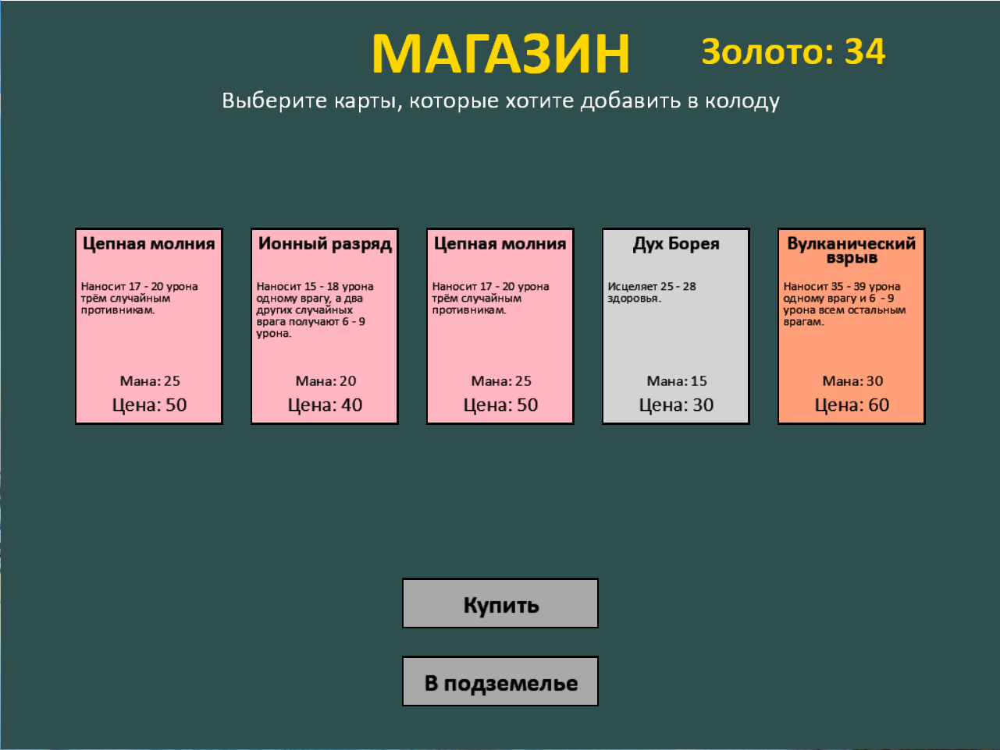 МАГАЗИН
Золото: 34
Выберите карты, которые хотите добавить в колоду
Цепная молния
Наносит 17 - 20 урона
трём случайным
противникам.
Мана: 25
Цена: 50
Ионный разряд
Наносит 15 - 18 урона
одному врагу, а два
других случайных
врага получают 6 - 9
урона.
Мана: 20
Цена: 40
Цепная молния
Наносит 17 - 20 урона
трём случайным
противникам.
Мана: 25
Цена: 50
Дух Борея
Исцеляет 25 - 28
здоровья.
Мана: 15
Цена: 30
Вулканический
взрыв
Наносит 35 - 39 урона
одному врагу и 6  - 9
урона всем остальным
врагам.
Мана: 30
Цена: 60
Купить
В подземелье